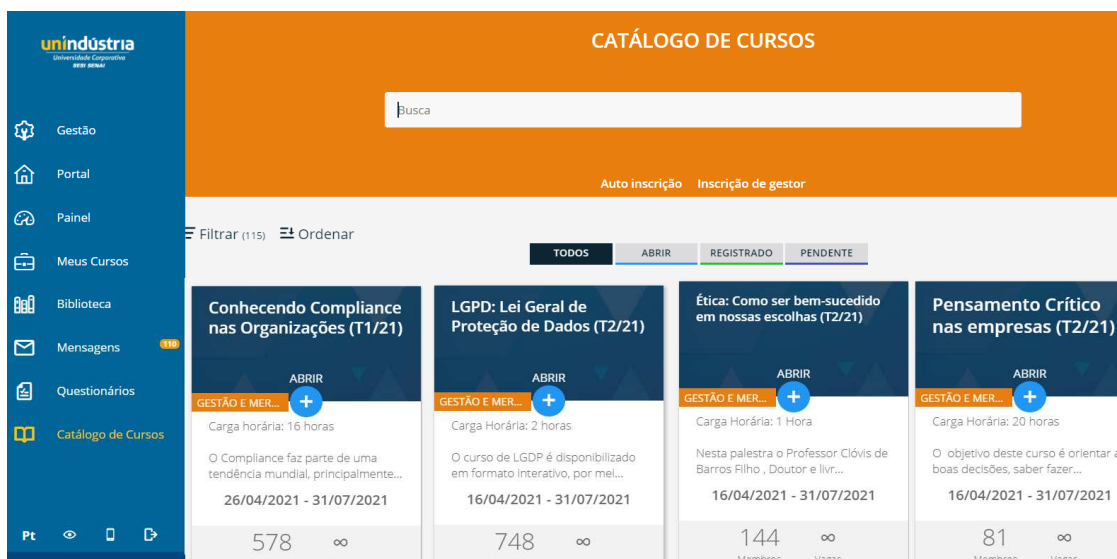 unindústria
Universidade Corporativa
SESI SENAI
Gestão
Portal
Painel
Meus Cursos
Biblioteca
Mensagens 110
Questionários
Catálogo de Cursos
Pt
CATÁLOGO DE CURSOS
Busca
Auto inscrição Inscrição de gestor
Filtrar (115) Ordenar
TODOS ABRIR REGISTRADO PENDENTE
Conhecendo Compliance
nas Organizações (T1/21)
ABRIR
GESTÃO E MER... +
Carga horária: 16 horas
O Compliance faz parte de uma
tendência mundial, principalmente...
26/04/2021 - 31/07/2021
578 ∞
LGPD: Lei Geral de
Proteção de Dados (T2/21)
ABRIR
GESTÃO E MER... +
Carga Horária: 2 horas
O curso de LGDP é disponibilizado
em formato interativo, por mei...
16/04/2021 - 31/07/2021
748 ∞
Ética: Como ser bem-sucedido
em nossas escolhas (T2/21)
ABRIR
GESTÃO E MER... +
Carga Horária: 1 Hora
Nesta palestra o Professor Clóvis de
Barros Filho , Doutor e livr...
16/04/2021 - 31/07/2021
144 ∞
Membros Vagas
Pensamento Crítico
nas empresas (T2/21)
ABRIR
GESTÃO E MER... +
Carga Horária: 20 horas
O objetivo deste curso é orientar a
boas decisões, saber fazer...
16/04/2021 - 31/07/2021
81 ∞
Membros Vagas